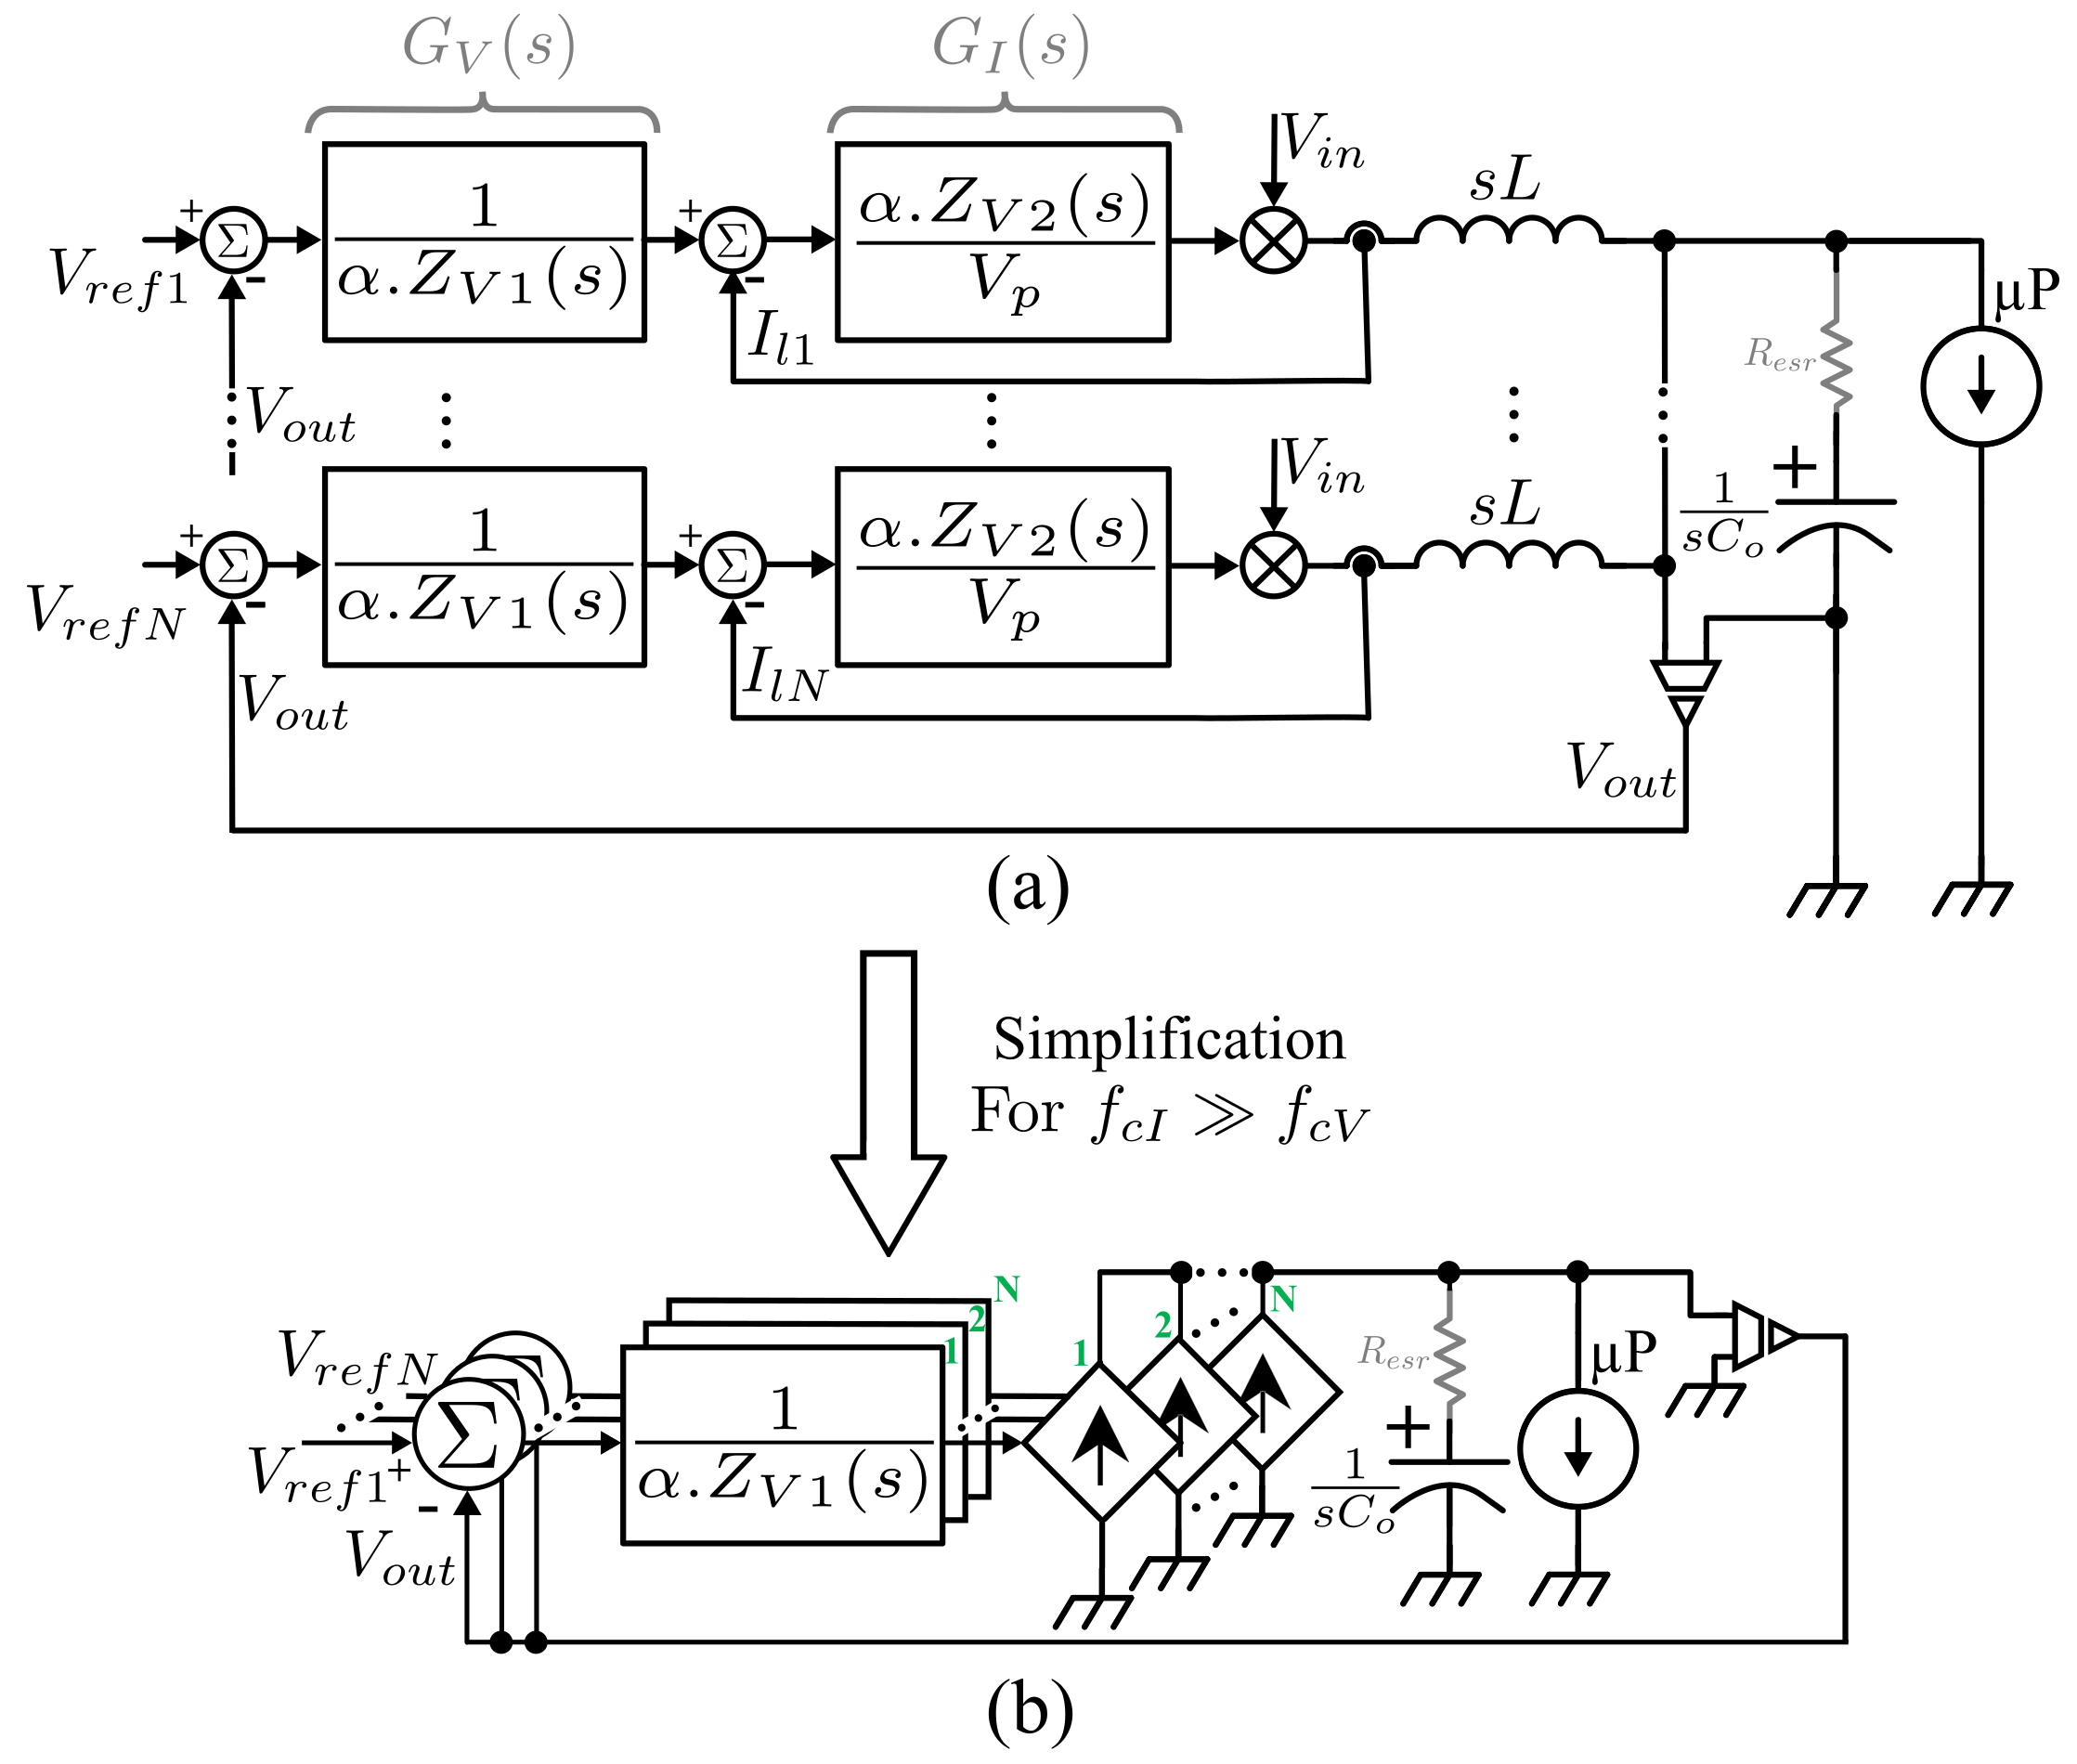 G_V(s) G_I(s)
V_in
sL
1 / α.Z_V1(s)
α.Z_V2(s) / V_p
+ Σ - + Σ -
V_ref1
I_l1
µP
R_esr
V_out
V_in
sL
+
1 / sC_o
1 / α.Z_V1(s)
α.Z_V2(s) / V_p
+ Σ - + Σ -
V_refN
I_lN
V_out
V_out
(a)
Simplification
For f_cI ≫ f_cV
N
2
1
N
2
1
V_refN
Σ
V_ref1
+
-
V_out
1 / α.Z_V1(s)
R_esr
µP
+
1 / sC_o
(b)